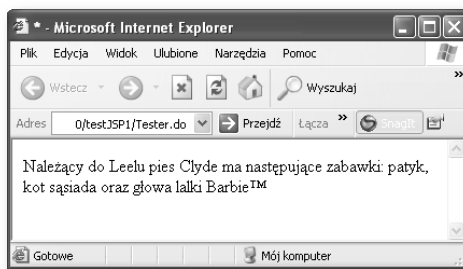 * - Microsoft Internet Explorer
Plik Edycja Widok Ulubione Narzędzia Pomoc
Wstecz Wyszukaj »
Adres 0/testJSP1/Tester.do Przejdź Łącza » SnagIt
Należący do Leelu pies Clyde ma następujące zabawki: patyk,
kot sąsiada oraz głowa lalki Barbie™
Gotowe Mój komputer